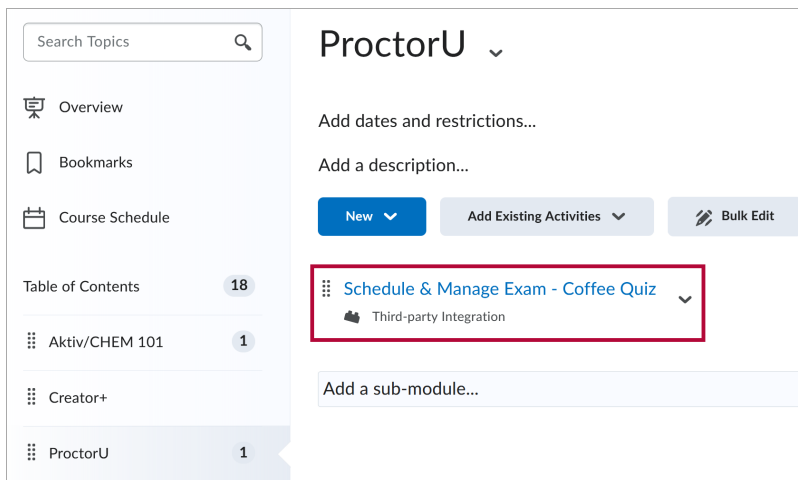 Search Topics
Overview
Bookmarks
Course Schedule
Table of Contents 18
Aktiv/CHEM 101 1
Creator+
ProctorU 1
ProctorU
Add dates and restrictions...
Add a description...
New Add Existing Activities Bulk Edit
Schedule & Manage Exam - Coffee Quiz
Third-party Integration
Add a sub-module...